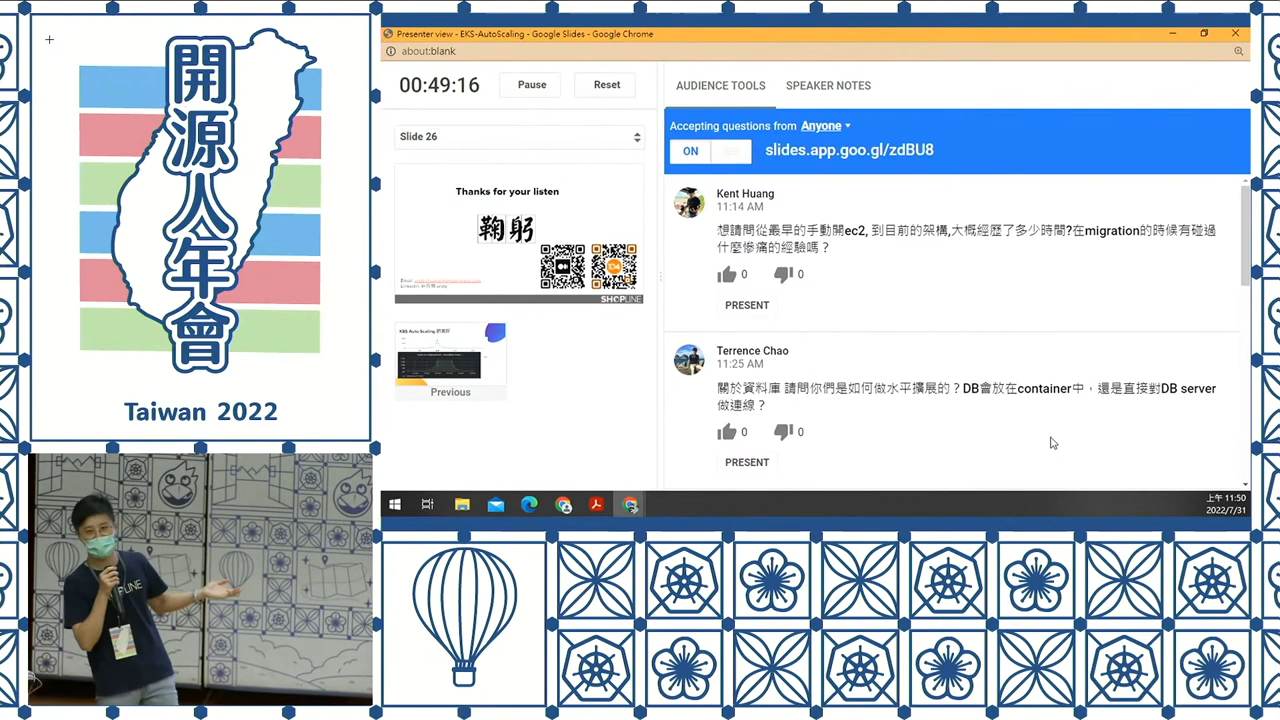 開源人年會
Taiwan 2022
Presenter view - EKS-AutoScaling - Google Slides - Google Chrome
about:blank
00:49:16
Pause
Reset
Slide 26
Thanks for your listen
鞠躬
SHOPLINE
Previous
AUDIENCE TOOLS
SPEAKER NOTES
Accepting questions from Anyone
ON
slides.app.goo.gl/zdBU8
Kent Huang
11:14 AM
想請問從最早的手動開ec2, 到目前的架構,大概經歷了多少時間?在migration的時候有碰過
什麼慘痛的經驗嗎？
0
0
PRESENT
Terrence Chao
11:25 AM
關於資料庫 請問你們是如何做水平擴展的？DB會放在container中，還是直接對DB server
做連線？
0
0
PRESENT
上午 11:50
2022/7/31